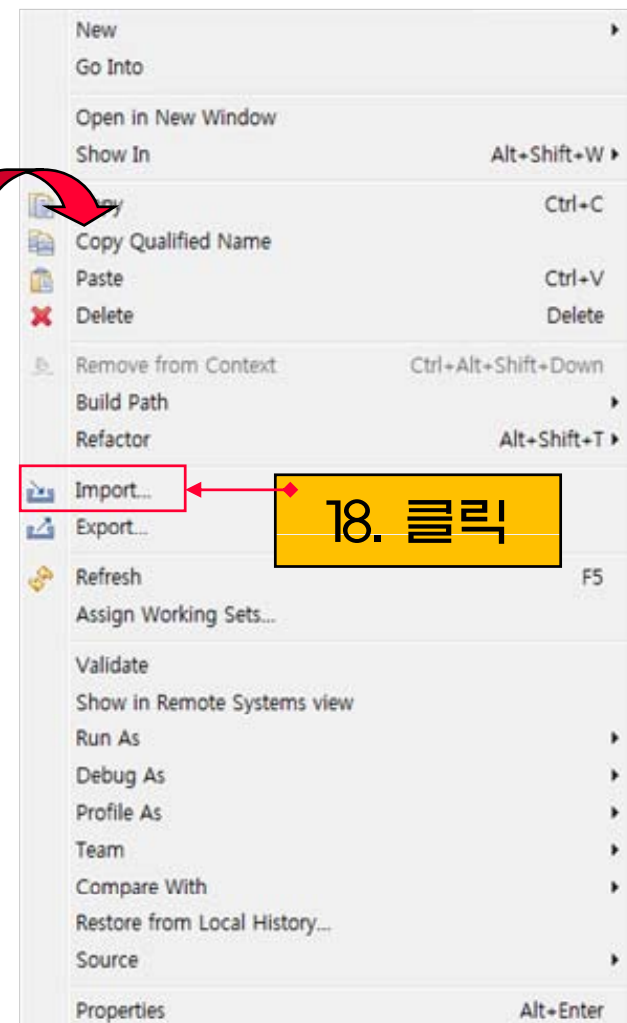 New
Go Into
Open in New Window
Show In Alt+Shift+W
Ctrl+C
Copy Qualified Name
Paste Ctrl+V
Delete Delete
Remove from Context Ctrl+Alt+Shift+Down
Build Path
Refactor Alt+Shift+T
Import...
18. 클릭
Export...
Refresh F5
Assign Working Sets...
Validate
Show in Remote Systems view
Run As
Debug As
Profile As
Team
Compare With
Restore from Local History...
Source
Properties Alt+Enter